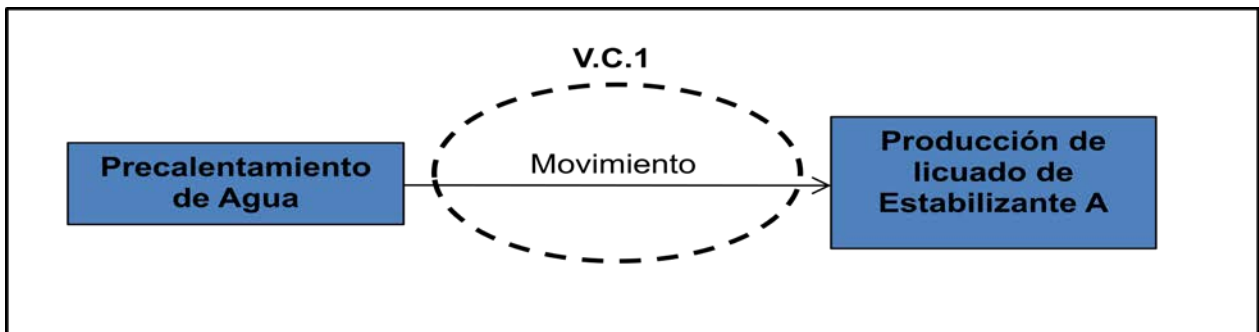 V.C.1
Precalentamiento
de Agua
Movimiento
Producción de
licuado de
Estabilizante A